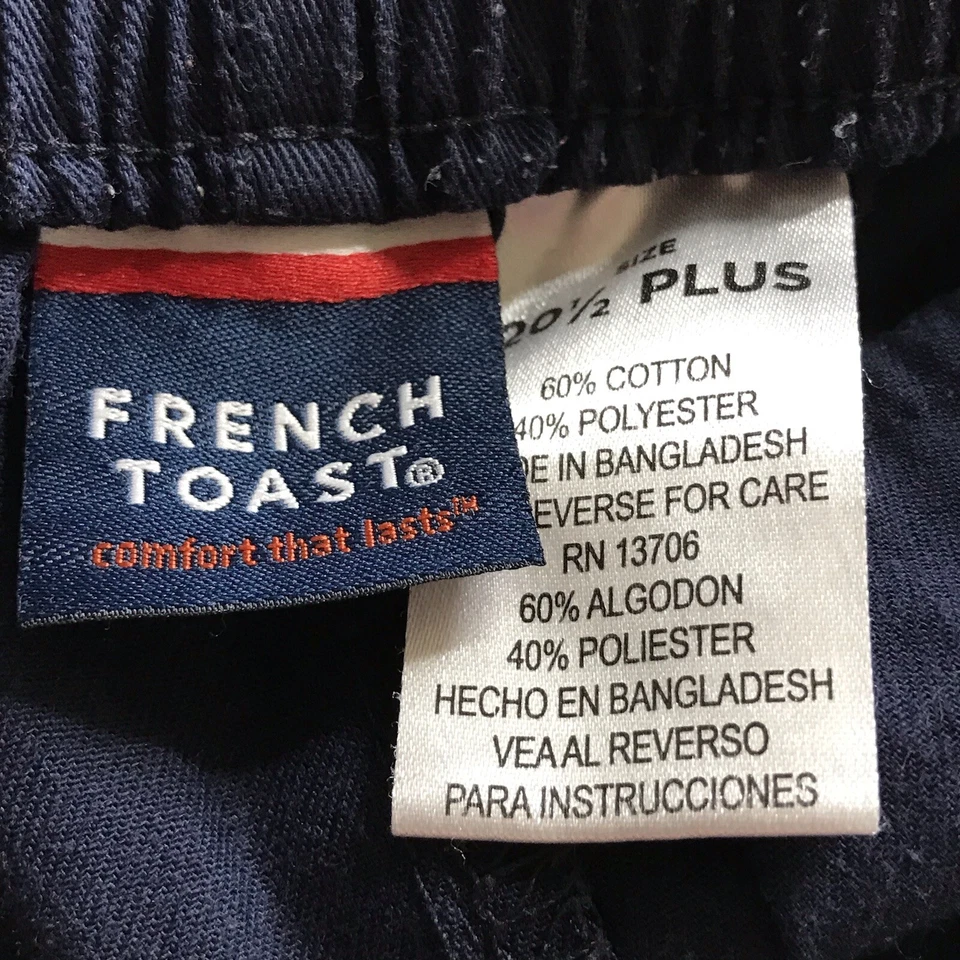 FRENCH
TOAST®
comfort that lasts™
SIZE
20½ PLUS
60% COTTON
40% POLYESTER
DE IN BANGLADESH
EVERSE FOR CARE
RN 13706
60% ALGODON
40% POLIESTER
HECHO EN BANGLADESH
VEA AL REVERSO
PARA INSTRUCCIONES